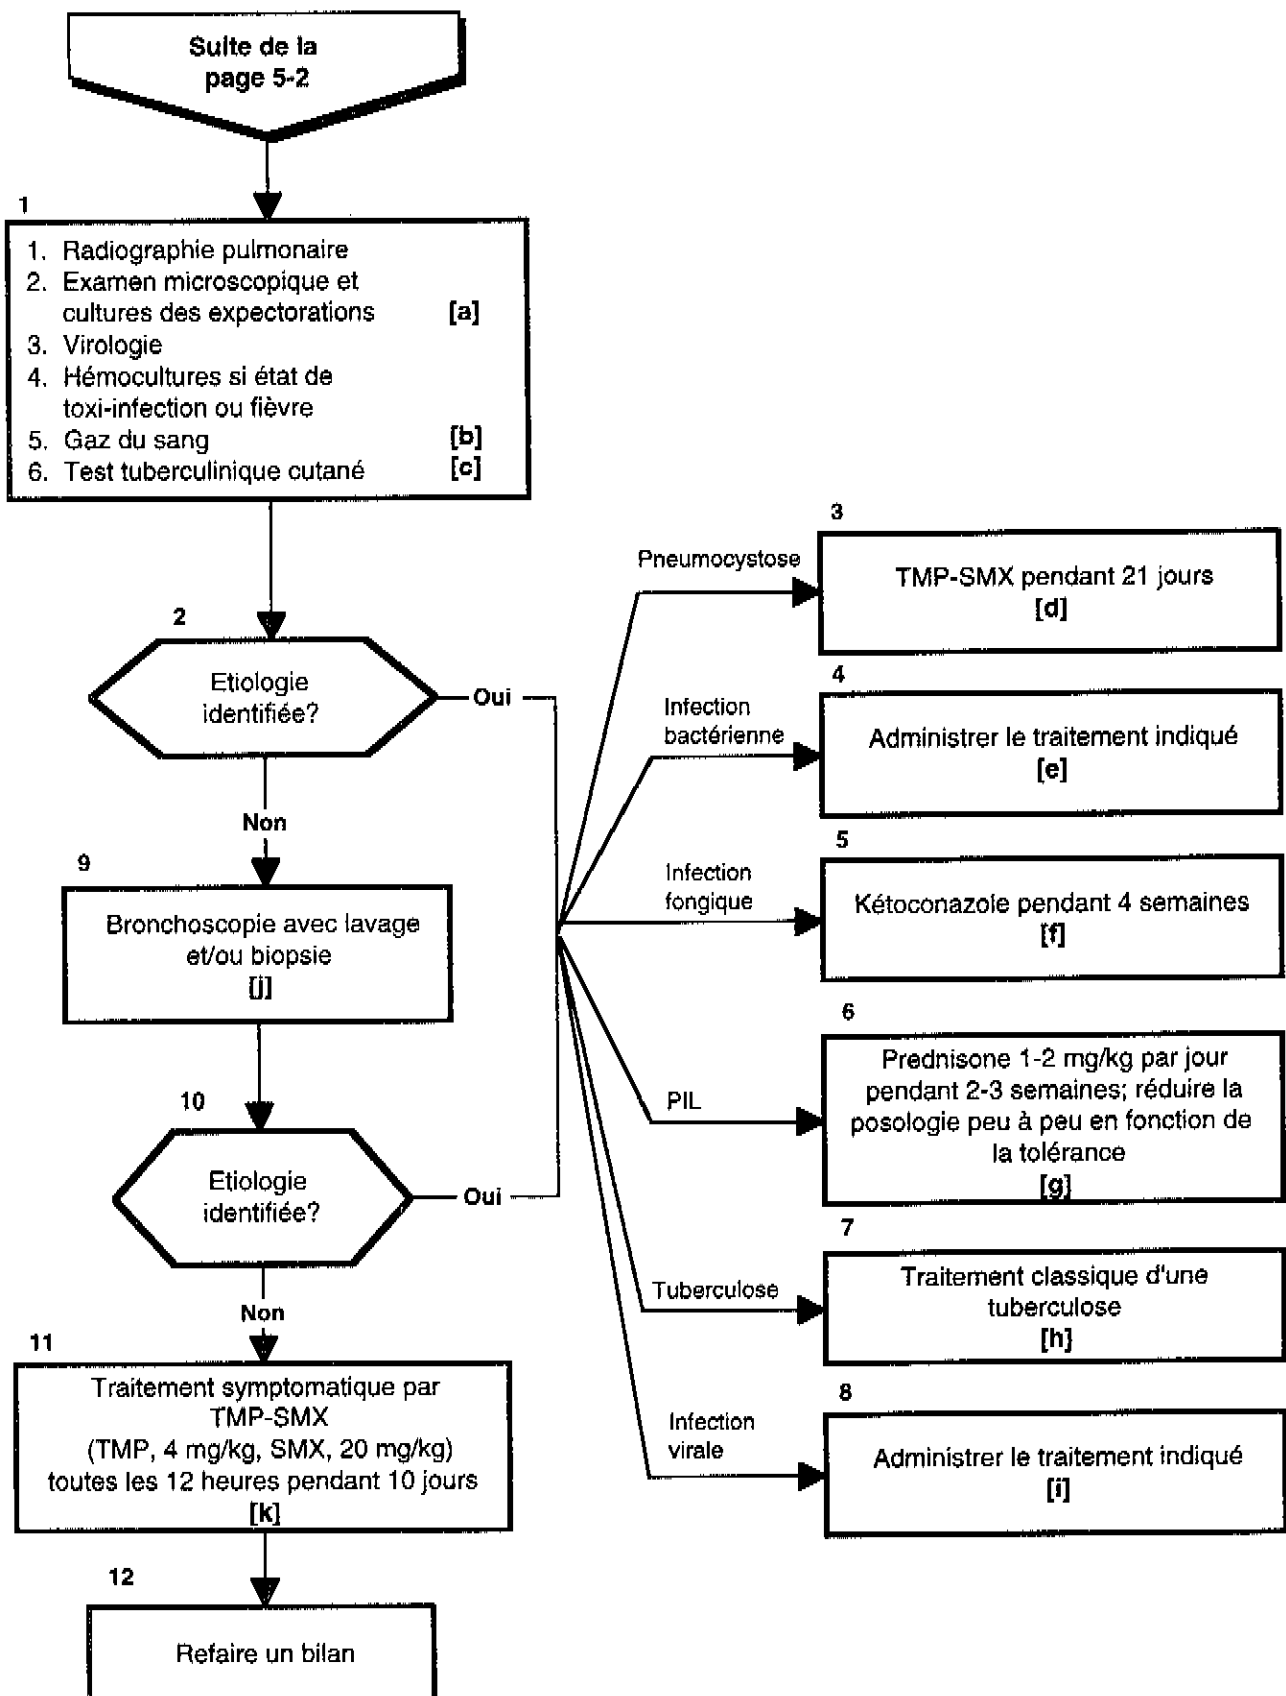 Suite de la
page 5-2
1
1. Radiographie pulmonaire
2. Examen microscopique et
cultures des expectorations [a]
3. Virologie
4. Hémocultures si état de
toxi-infection ou fièvre
5. Gaz du sang [b]
6. Test tuberculinique cutané [c]
2
Etiologie
identifiée?
Oui
Non
Pneumocystose
3
TMP-SMX pendant 21 jours
[d]
Infection
bactérienne
4
Administrer le traitement indiqué
[e]
Infection
fongique
5
Kétoconazole pendant 4 semaines
[f]
PIL
6
Prednisone 1-2 mg/kg par jour
pendant 2-3 semaines; réduire la
posologie peu à peu en fonction de
la tolérance
[g]
Tuberculose
7
Traitement classique d'une
tuberculose
[h]
Infection
virale
8
Administrer le traitement indiqué
[i]
9
Bronchoscopie avec lavage
et/ou biopsie
[j]
10
Etiologie
identifiée?
Oui
Non
11
Traitement symptomatique par
TMP-SMX
(TMP, 4 mg/kg, SMX, 20 mg/kg)
toutes les 12 heures pendant 10 jours
[k]
12
Refaire un bilan